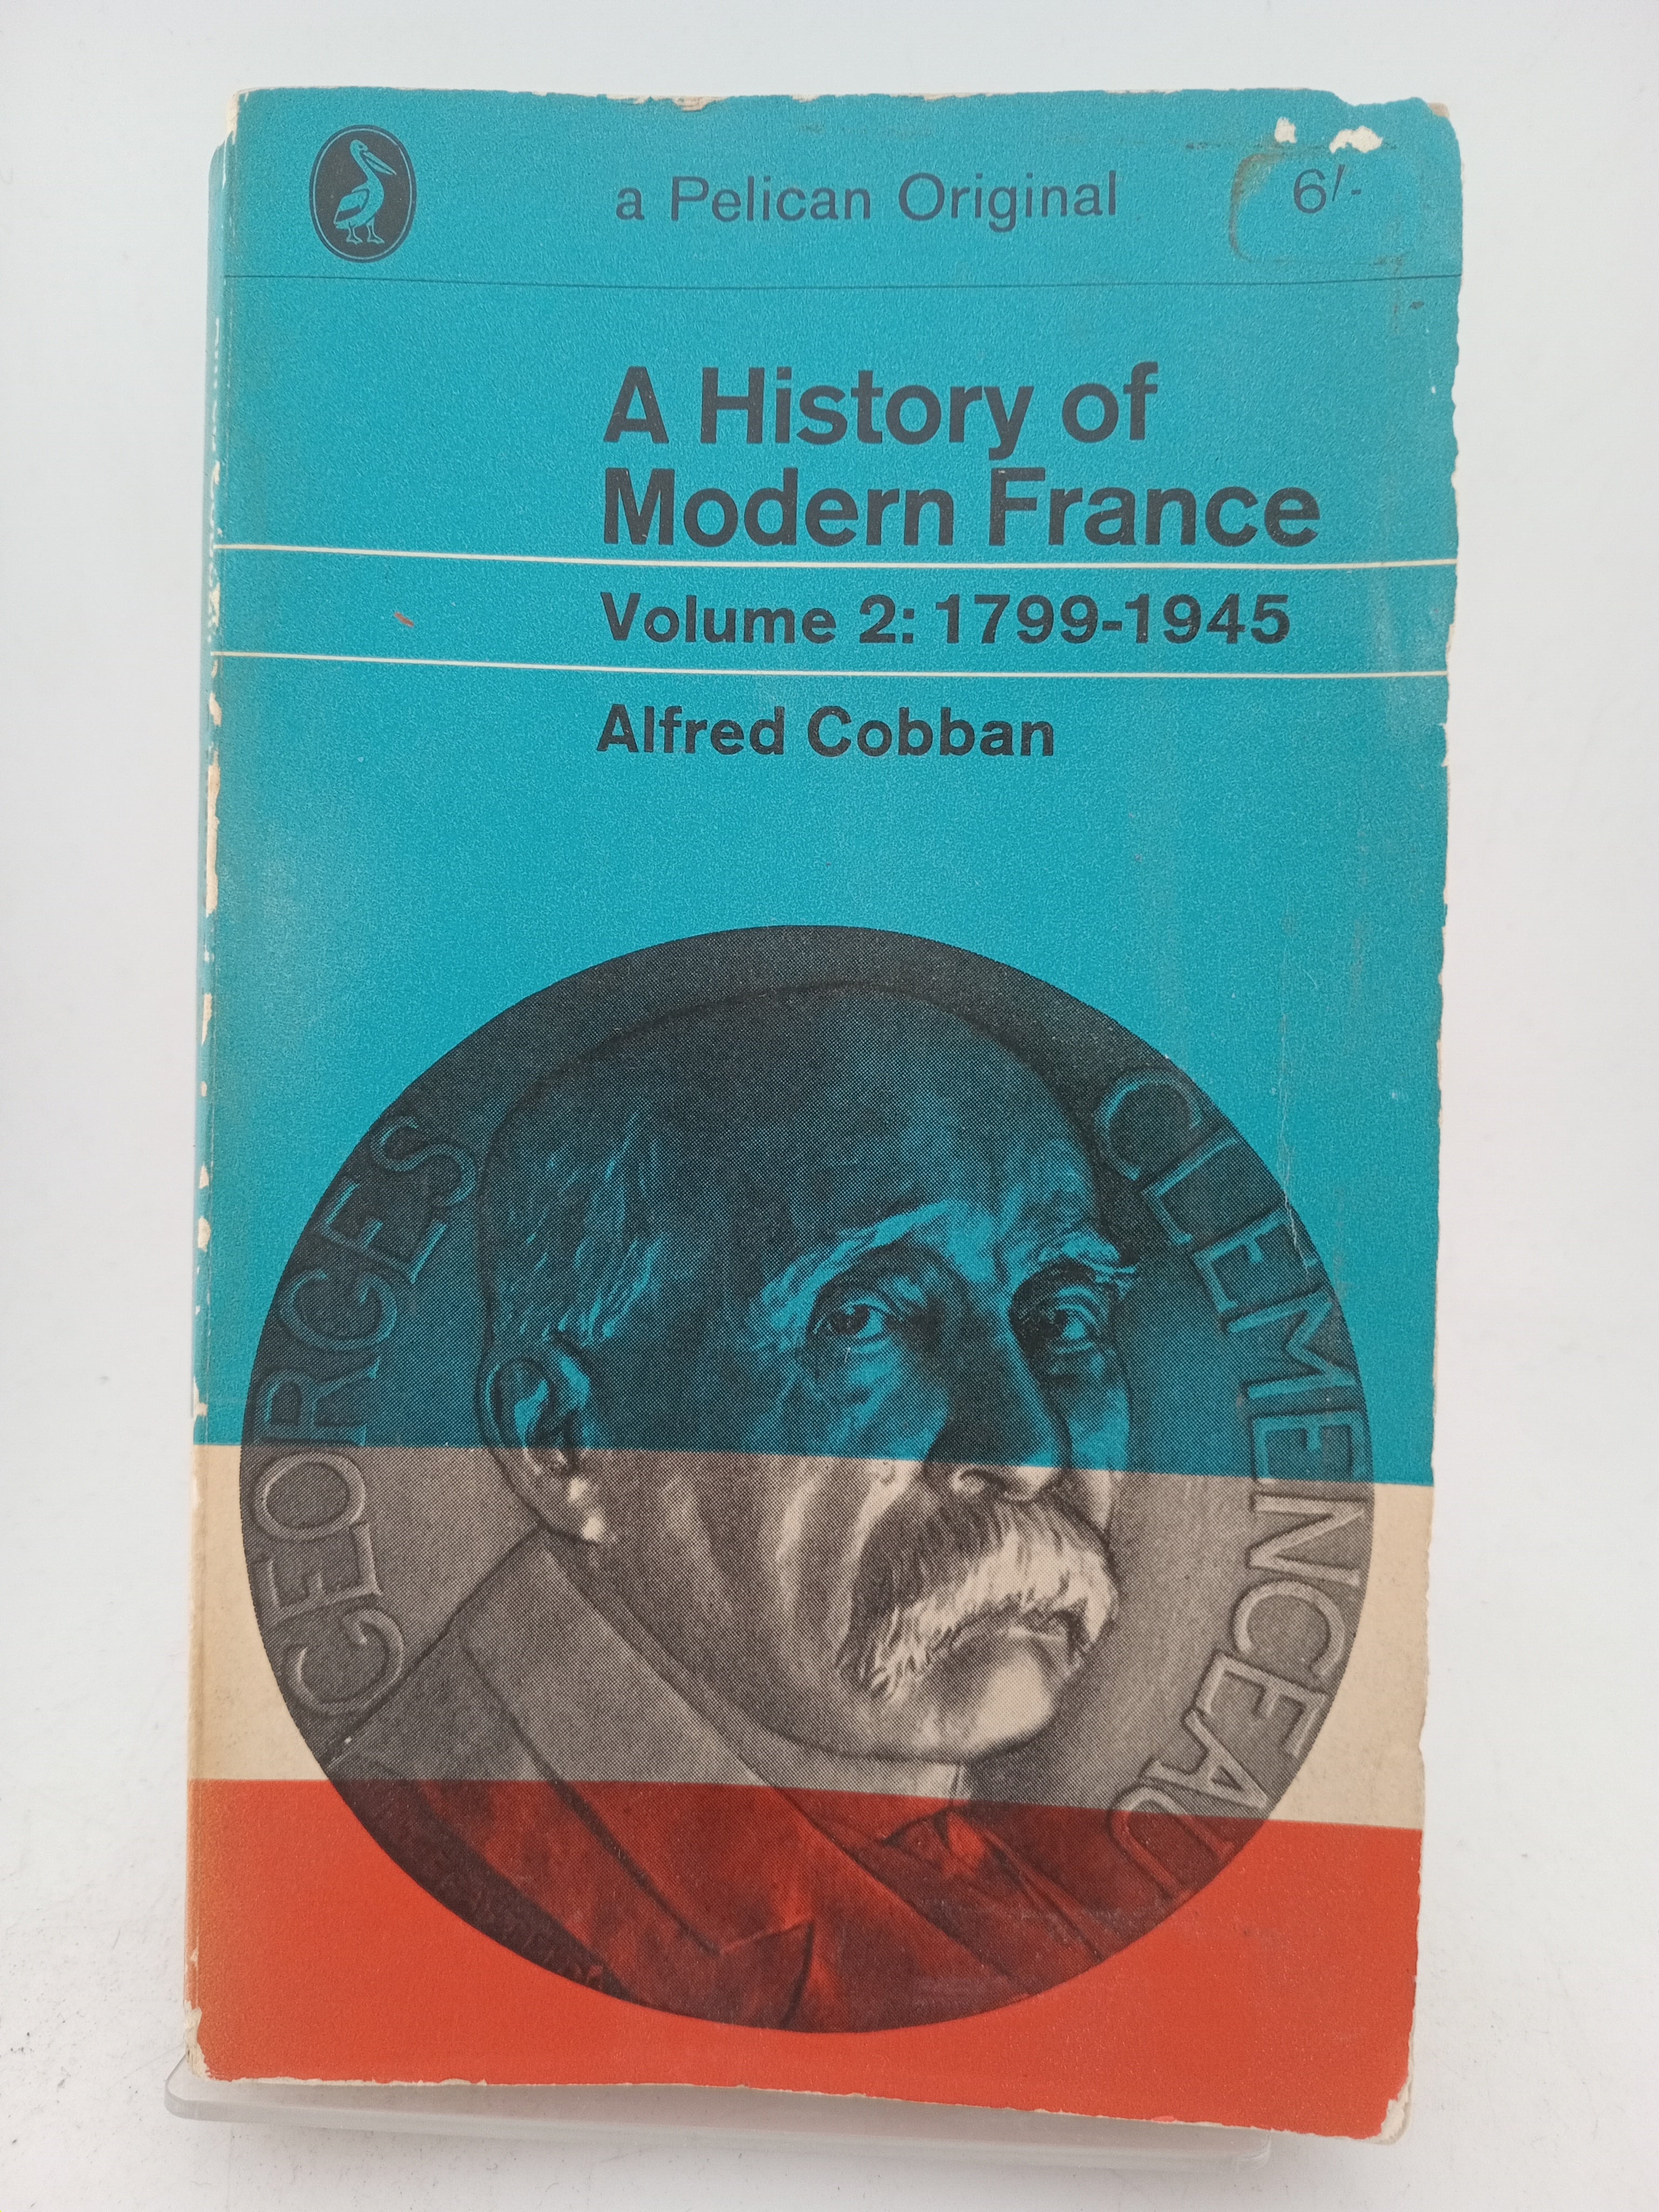 a Pelican Original
6/-
A History of
Modern France
Volume 2: 1799-1945
Alfred Cobban
GEORGES
CLEMENCEAU